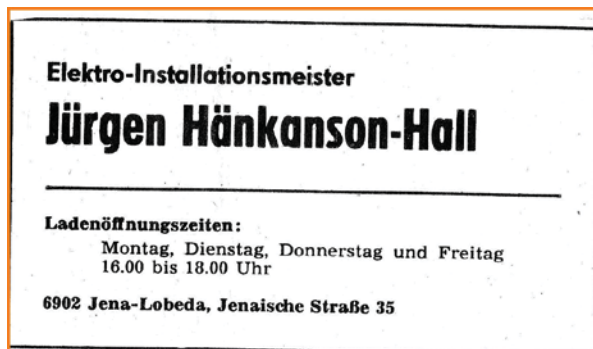 Elektro-Installationsmeister
Jürgen Hänkanson-Hall
Ladenöffnungszeiten:
Montag, Dienstag, Donnerstag und Freitag
16.00 bis 18.00 Uhr
6902 Jena-Lobeda, Jenaische Straße 35